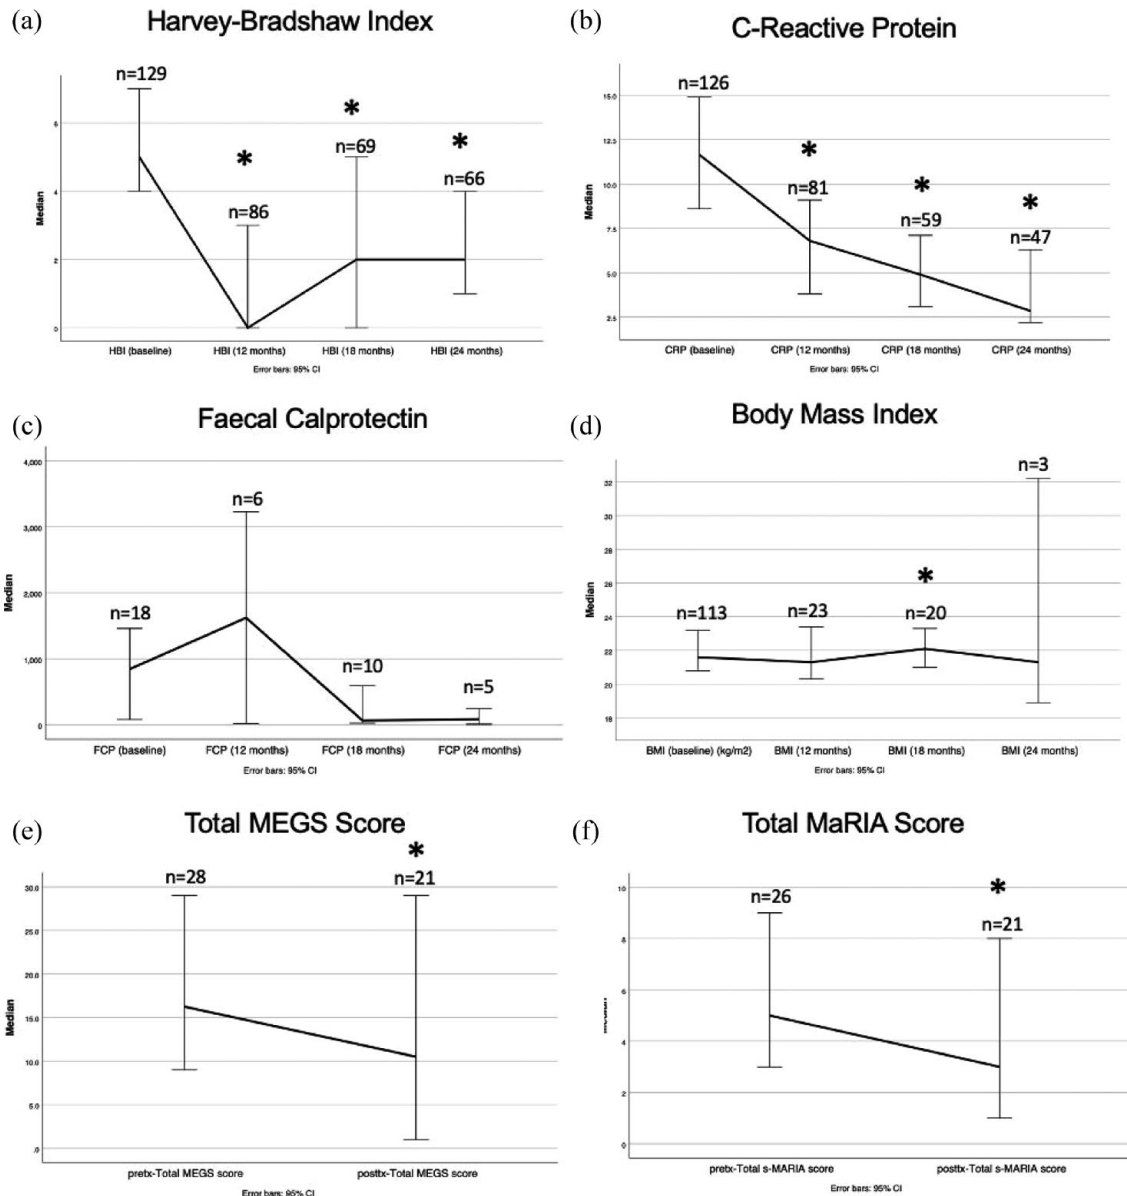 (a) Harvey-Bradshaw Index
n=129
n=86
*
n=69
*
n=66
*
Median
6
4
2
0
HBI (baseline) HBI (12 months) HBI (18 months) HBI (24 months)
Error bars: 95% CI
(b) C-Reactive Protein
n=126
n=81
*
n=59
*
n=47
*
Median
15.0
12.5
10.0
7.5
5.0
2.5
CRP (baseline) CRP (12 months) CRP (18 months) CRP (24 months)
Error bars: 95% CI
(c) Faecal Calprotectin
n=18
n=6
n=10
n=5
Median
4,000
3,000
2,000
1,000
0
FCP (baseline) FCP (12 months) FCP (18 months) FCP (24 months)
Error bars: 95% CI
(d) Body Mass Index
n=113
n=23
n=20
*
n=3
Median
32
30
28
26
24
22
20
18
BMI (baseline) (kg/m2) BMI (12 months) BMI (18 months) BMI (24 months)
Error bars: 95% CI
(e) Total MEGS Score
n=28
n=21
*
Median
30.0
25.0
20.0
15.0
10.0
5.0
.0
pretx-Total MEGS score posttx-Total MEGS score
Error bars: 95% CI
(f) Total MaRIA Score
n=26
n=21
*
10
8
6
4
2
0
pretx-Total s-MARIA score posttx-Total s-MARIA score
Error bars: 95% CI